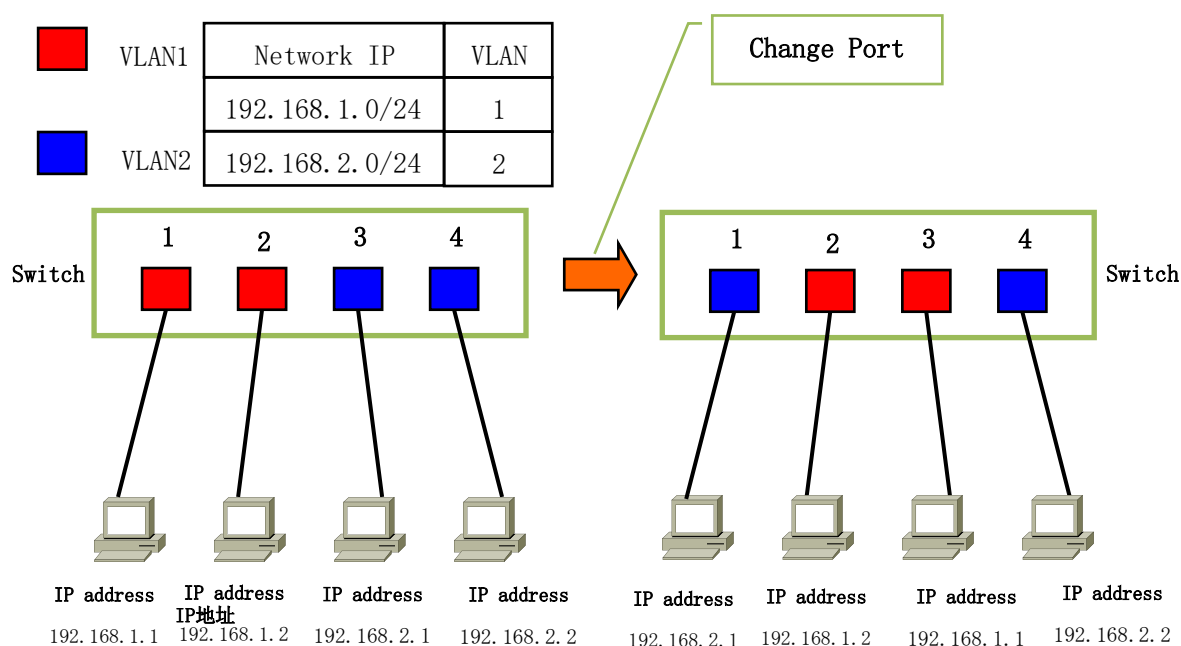 VLAN1
Network IP VLAN
192.168.1.0/24 1
VLAN2
192.168.2.0/24 2
Change Port
1 2 3 4
Switch
1 2 3 4
Switch
IP address IP address IP address IP address
IP地址
192.168.1.1 192.168.1.2 192.168.2.1 192.168.2.2
IP address IP address IP address IP address
192.168.2.1 192.168.1.2 192.168.1.1 192.168.2.2